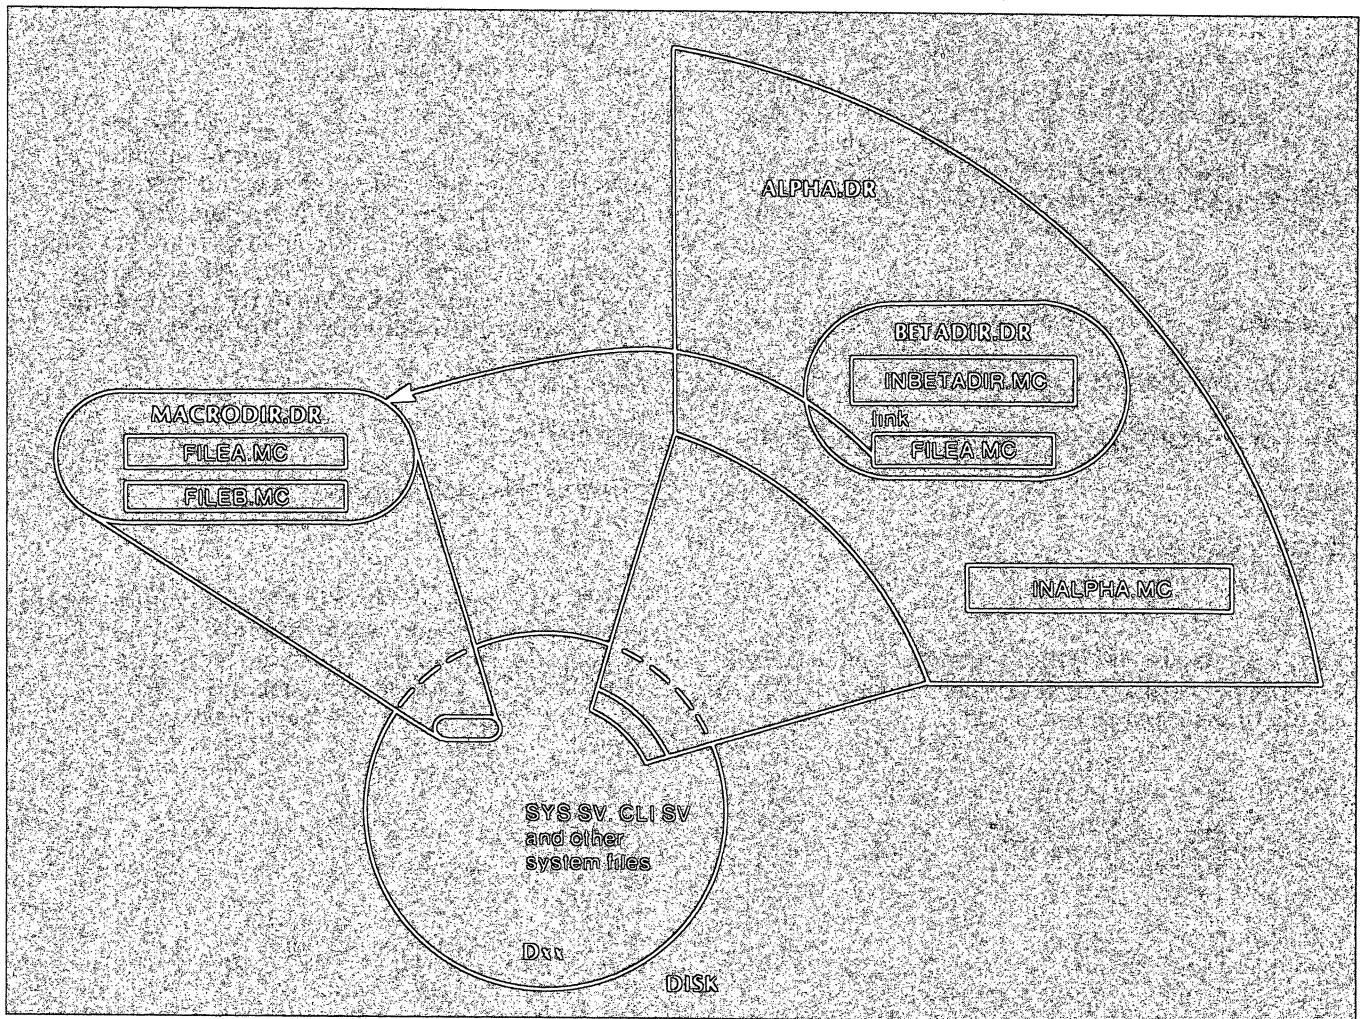 ALPHA.DR
BETADIR.DR
INBETADIR.MC
link
FILEA.MC
MACRODIR.DR
FILEA.MC
FILEB.MC
INALPHA.MC
SYS SV. CLI SV
and other
system files
Dxx
DISK